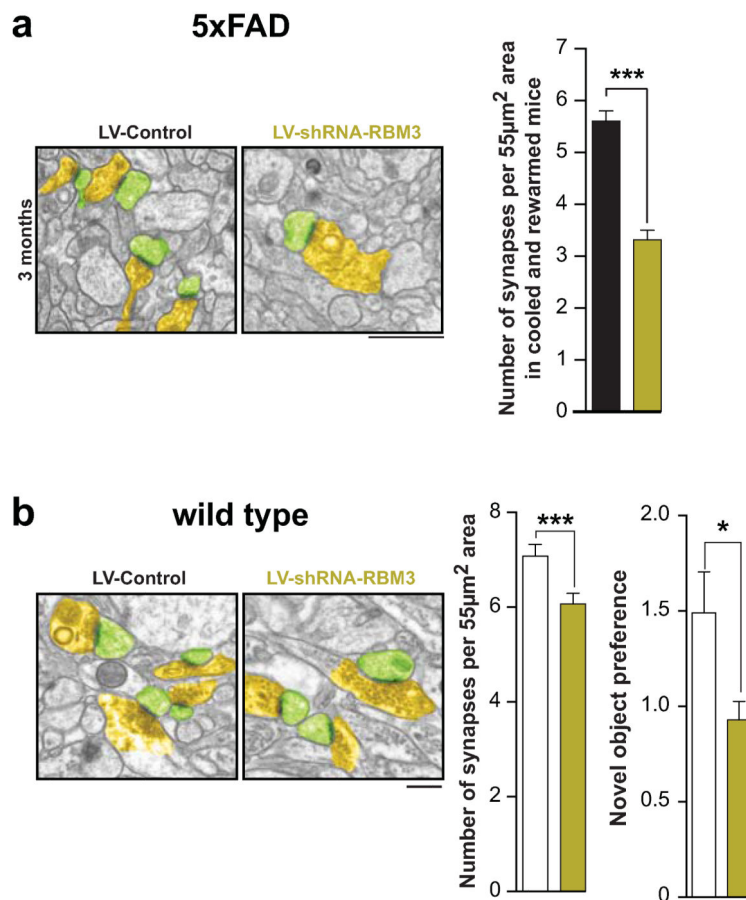 a
5xFAD
LV-Control
LV-shRNA-RBM3
3 months
Number of synapses per 55µm² area
in cooled and rewarmed mice
7
6
5
4
3
2
1
0
***
b
wild type
LV-Control
LV-shRNA-RBM3
Number of synapses per 55µm² area
8
6
4
2
0
***
Novel object preference
2.0
1.5
1.0
0.5
0
*